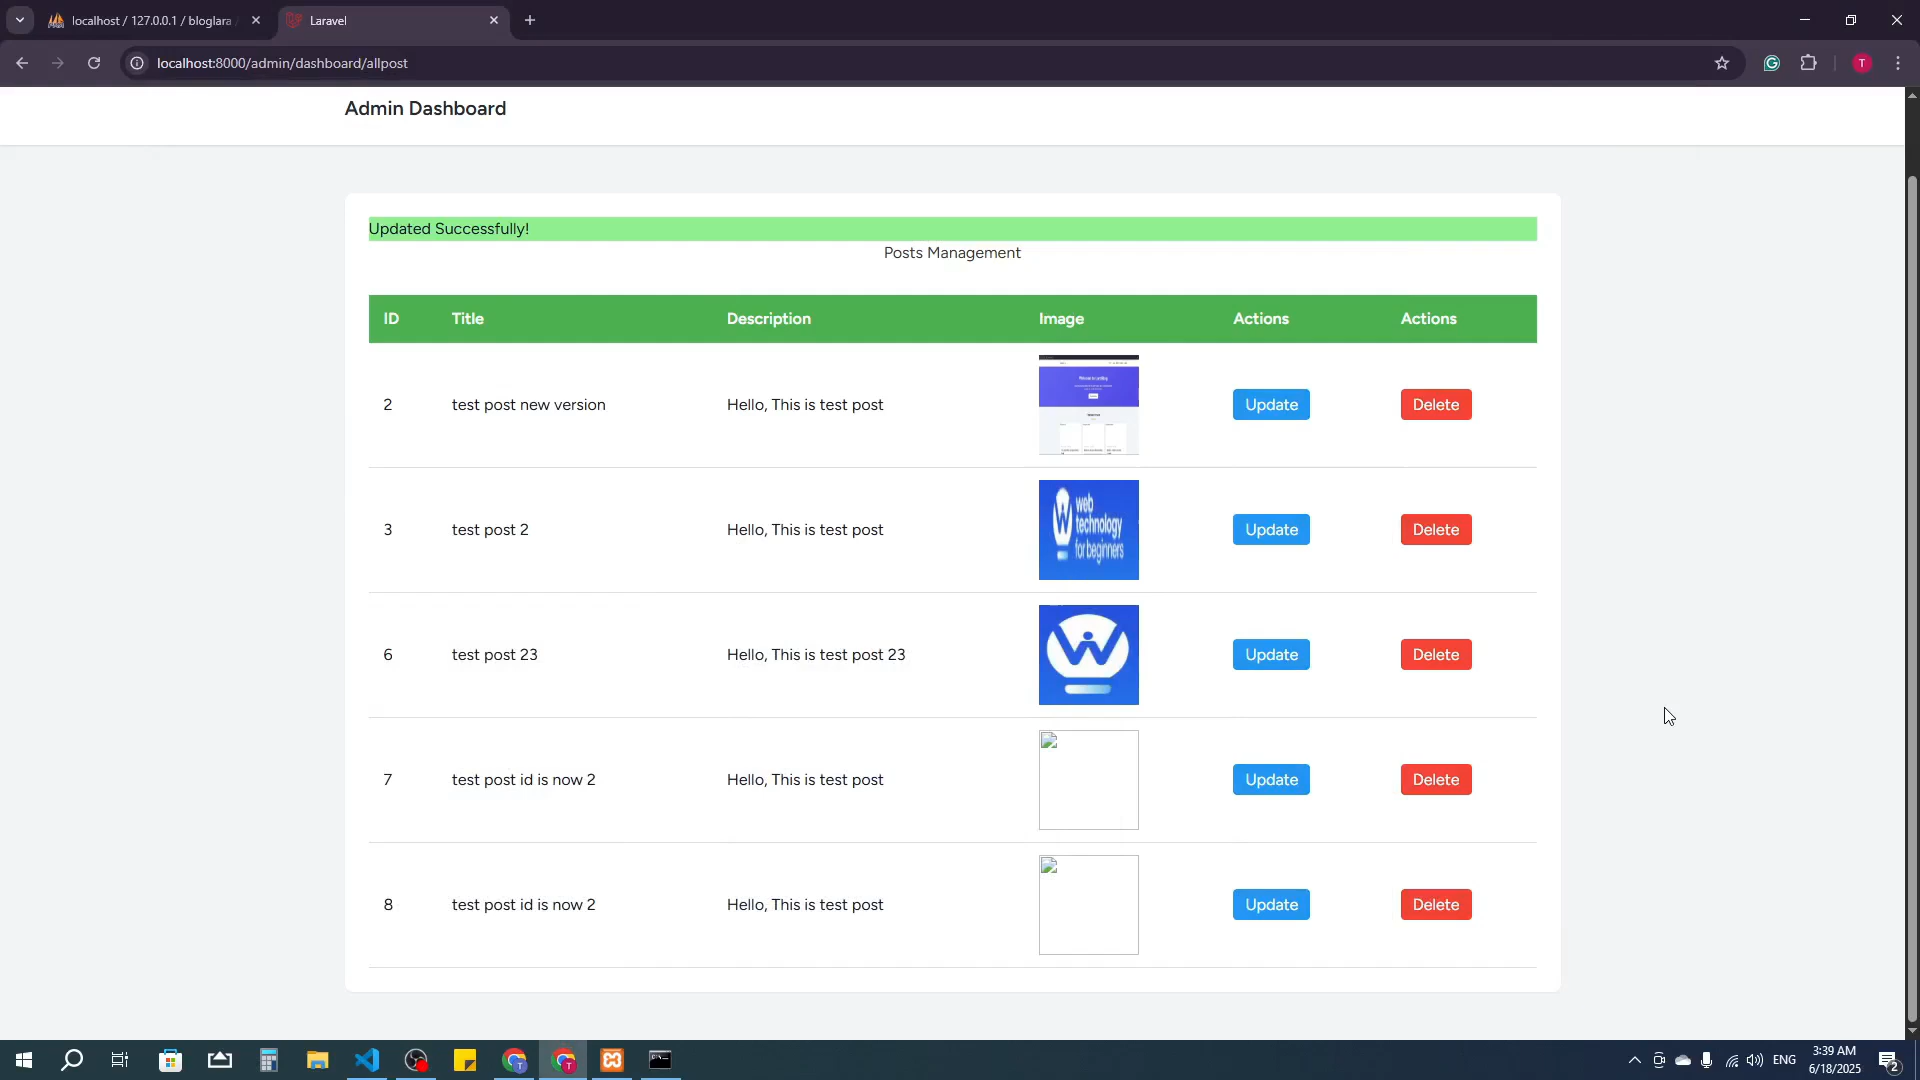 localhost / 127.0.0.1 / bloglara
Laravel
localhost:8000/admin/dashboard/allpost
T
Admin Dashboard
Updated Successfully!
Posts Management
ID Title Description Image Actions Actions
2 test post new version Hello, This is test post Update Delete
3 test post 2 Hello, This is test post Update Delete
web
technology
for beginners
6 test post 23 Hello, This is test post 23 Update Delete
7 test post id is now 2 Hello, This is test post Update Delete
8 test post id is now 2 Hello, This is test post Update Delete
ENG
3:39 AM
6/18/2025
2